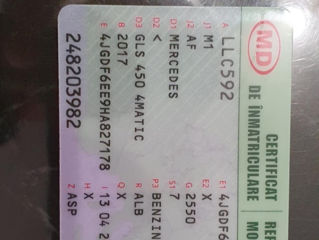 MD
CERTIFICAT
DE ÎNMATRICULARE
A LLC592 E1 4JGDF6
J1 M1 E2 X
J2 AF G 2550
D1 MERCEDES S1 7
D2 < P3 BENZIN
D3 GLS 450 4MATIC R ALB
B 2017 Q X
E 4JGDF6EE9HA827178 I 13 04 2
H X
248203982 Z ASP